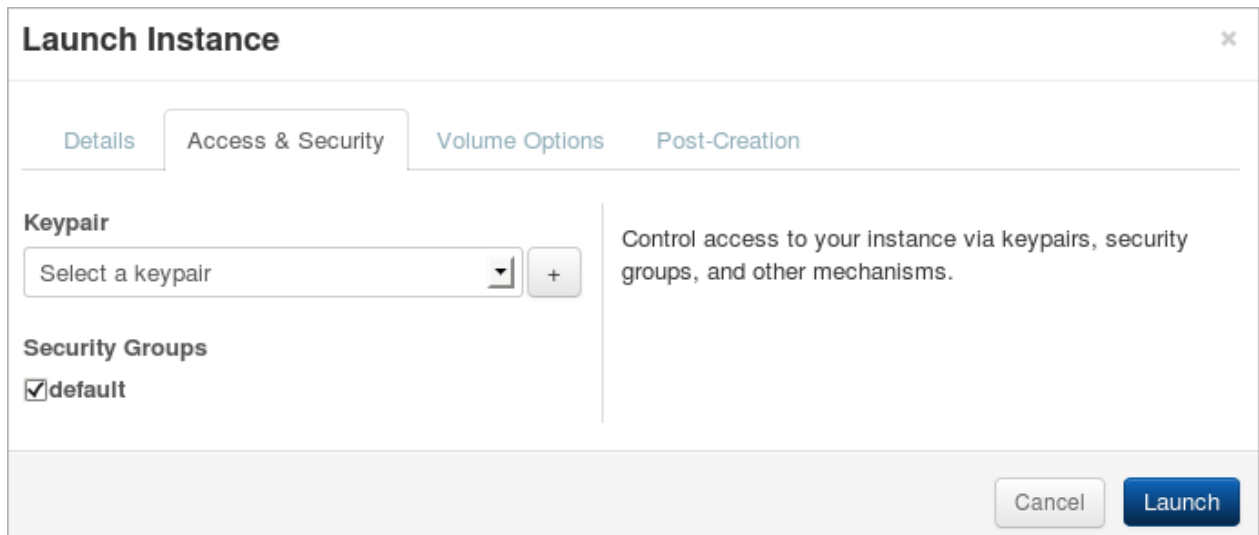 Launch Instance
×
Details Access & Security Volume Options Post-Creation
Keypair
Select a keypair +
Control access to your instance via keypairs, security
groups, and other mechanisms.
Security Groups
default
Cancel Launch